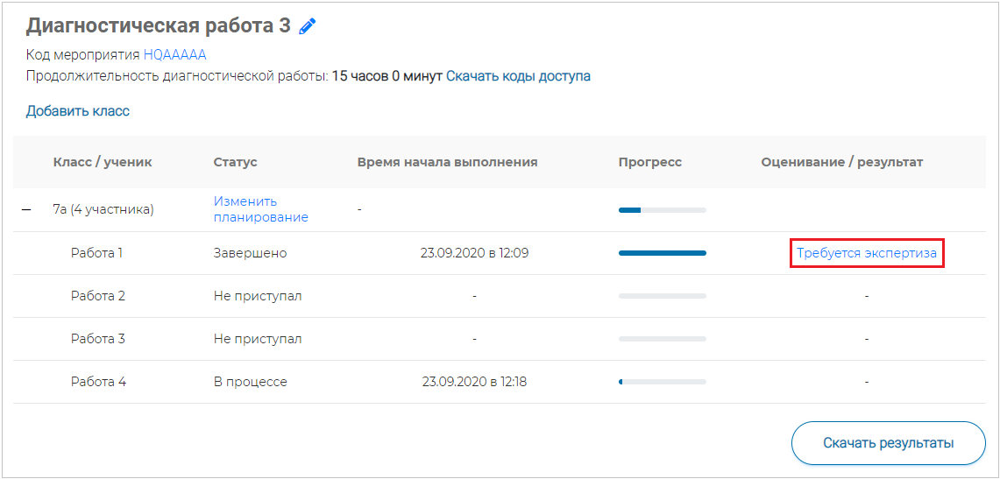 Диагностическая работа 3
Код мероприятия HQAAAAA
Продолжительность диагностической работы: 15 часов 0 минут Скачать коды доступа
Добавить класс
Класс / ученик Статус Время начала выполнения Прогресс Оценивание / результат
— 7а (4 участника) Изменить планирование -
Работа 1 Завершено 23.09.2020 в 12:09 Требуется экспертиза
Работа 2 Не приступал - -
Работа 3 Не приступал - -
Работа 4 В процессе 23.09.2020 в 12:18 -
Скачать результаты